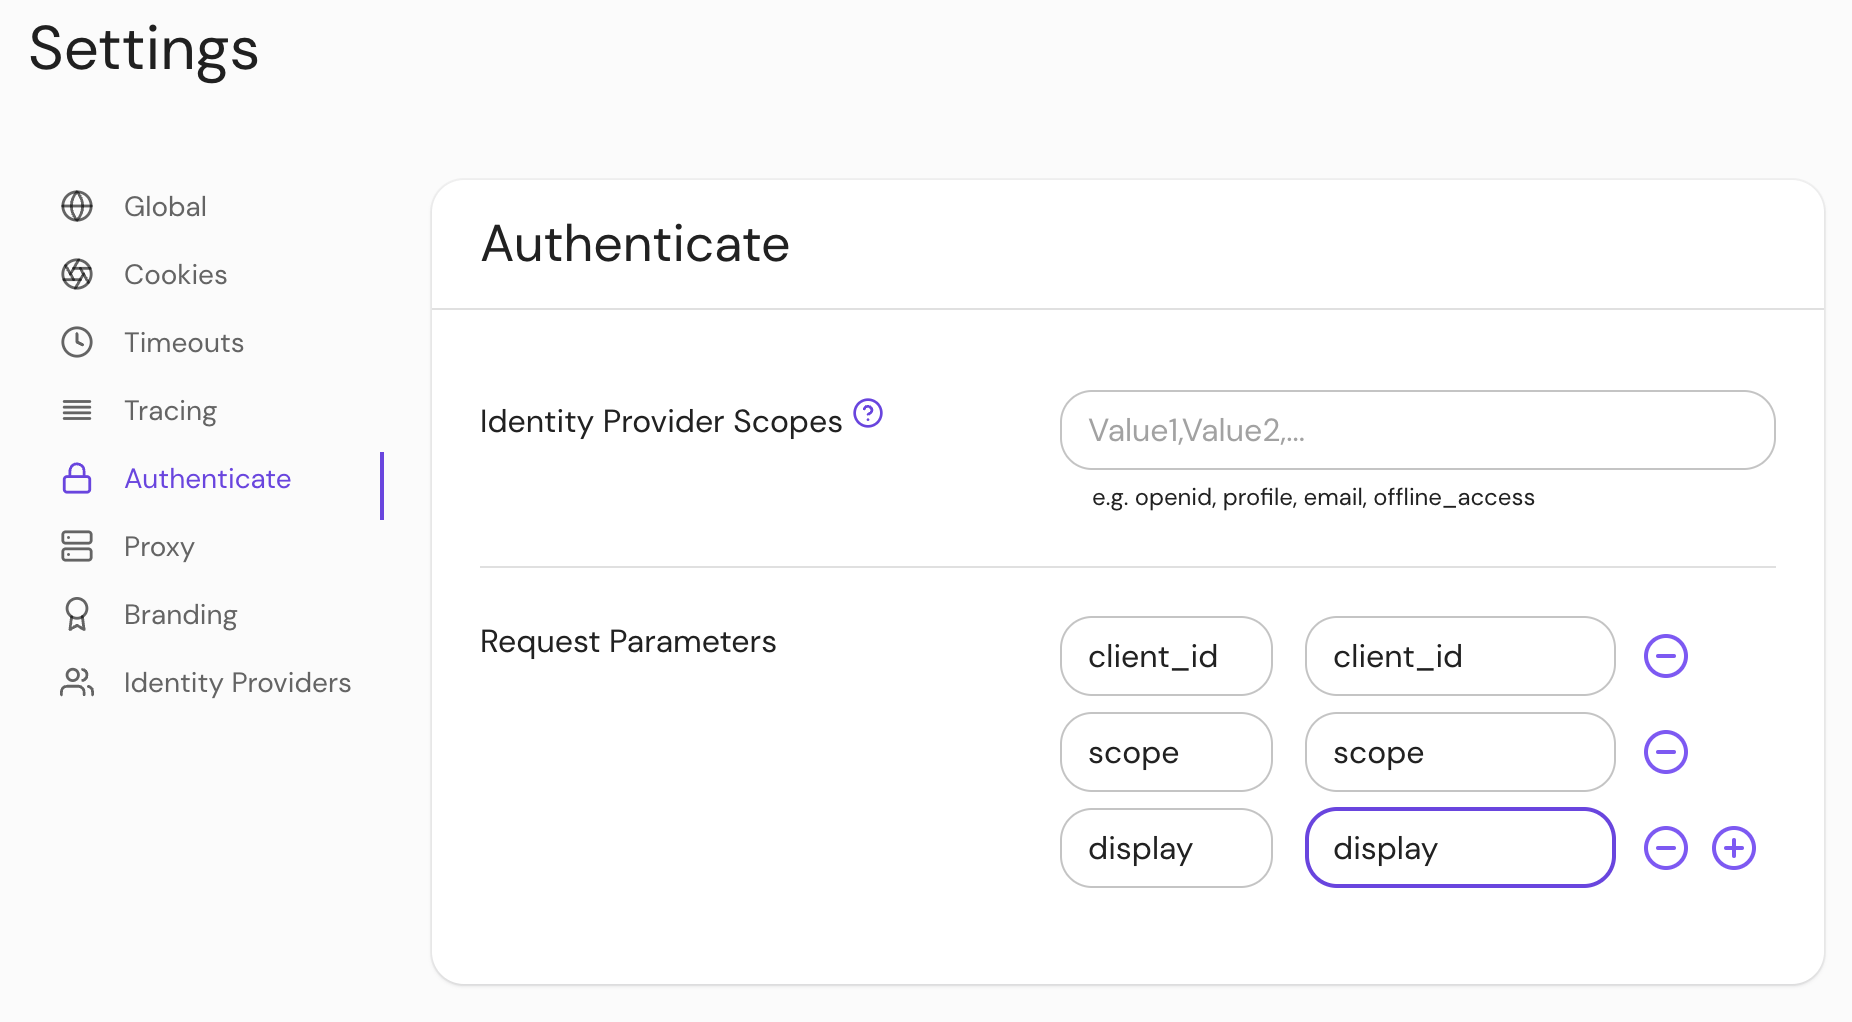 Settings
Global
Cookies
Timeouts
Tracing
Authenticate
Proxy
Branding
Identity Providers
Authenticate
Identity Provider Scopes
Value1,Value2,...
e.g. openid, profile, email, offline_access
Request Parameters
client_id client_id
scope scope
display display